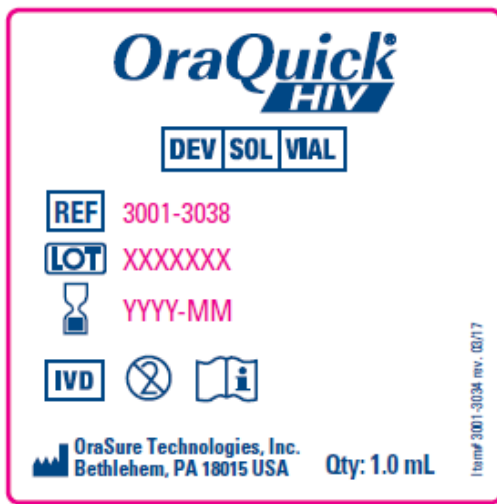 OraQuick®
HIV
DEV SOL VIAL
REF 3001-3038
LOT XXXXXXX
YYYY-MM
IVD 2 i
OraSure Technologies, Inc.
Bethlehem, PA 18015 USA
Qty: 1.0 mL
Item# 3001-3034 rev. 03/17